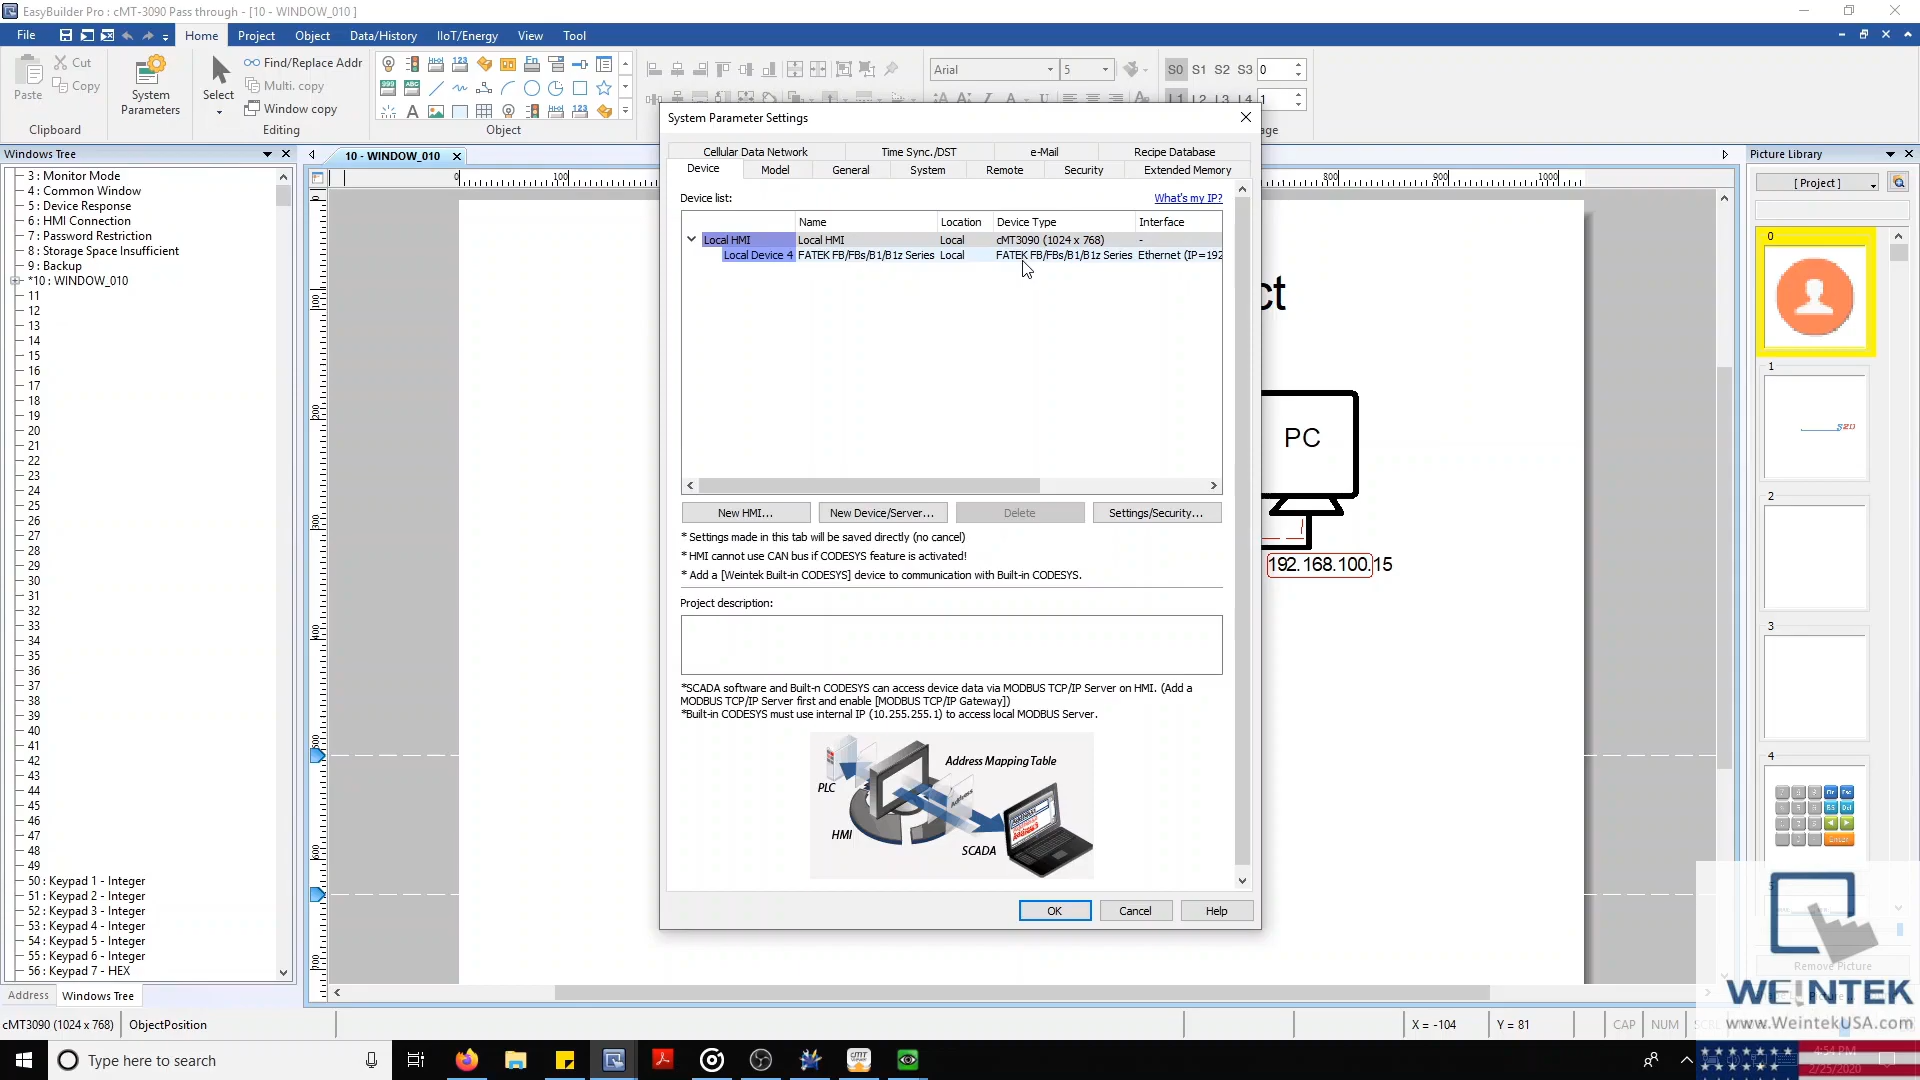 EasyBuilder Pro : cMT-3090 Pass through - [10 - WINDOW_010 ]
File Home Project Object Data/History IIoT/Energy View Tool
Paste Cut Copy
Clipboard
System Parameters
Select
Find/Replace Addr
Multi. copy
Window copy
Editing
Object
Arial 5
S0 S1 S2 S3 0
L1 L2 L3 L4 1
Windows Tree
3 : Monitor Mode
4 : Common Window
5 : Device Response
6 : HMI Connection
7 : Password Restriction
8 : Storage Space Insufficient
9 : Backup
*10 : WINDOW_010
11
12
13
14
15
16
17
18
19
20
21
22
23
24
25
26
27
28
29
30
31
32
33
34
35
36
37
38
39
40
41
42
43
44
45
46
47
48
49
50 : Keypad 1 - Integer
51 : Keypad 2 - Integer
52 : Keypad 3 - Integer
53 : Keypad 4 - Integer
54 : Keypad 5 - Integer
55 : Keypad 6 - Integer
56 : Keypad 7 - HEX
Address Windows Tree
10 - WINDOW_010
System Parameter Settings
Cellular Data Network Time Sync./DST e-Mail Recipe Database
Device Model General System Remote Security Extended Memory
Device list: What's my IP?
Name Location Device Type Interface
Local HMI Local HMI Local cMT3090 (1024 x 768) -
Local Device 4 FATEK FB/FBs/B1/B1z Series Local FATEK FB/FBs/B1/B1z Series Ethernet (IP=192
New HMI... New Device/Server... Delete Settings/Security...
* Settings made in this tab will be saved directly (no cancel)
* HMI cannot use CAN bus if CODESYS feature is activated!
* Add a [Weintek Built-in CODESYS] device to communication with Built-in CODESYS.
Project description:
*SCADA software and Built-n CODESYS can access device data via MODBUS TCP/IP Server on HMI. (Add a
MODBUS TCP/IP Server first and enable [MODBUS TCP/IP Gateway])
*Built-in CODESYS must use internal IP (10.255.255.1) to access local MODBUS Server.
Address Mapping Table
PLC
Address
HMI
SCADA
OK Cancel Help
ct
PC
192.168.100.15
Picture Library
[ Project ]
0
1
2
3
4
Remove Picture
WEINTEK
www.WeintekUSA.com
cMT3090 (1024 x 768) ObjectPosition X = -104 Y = 81 CAP NUM
Type here to search
4:54 PM
2/25/2020